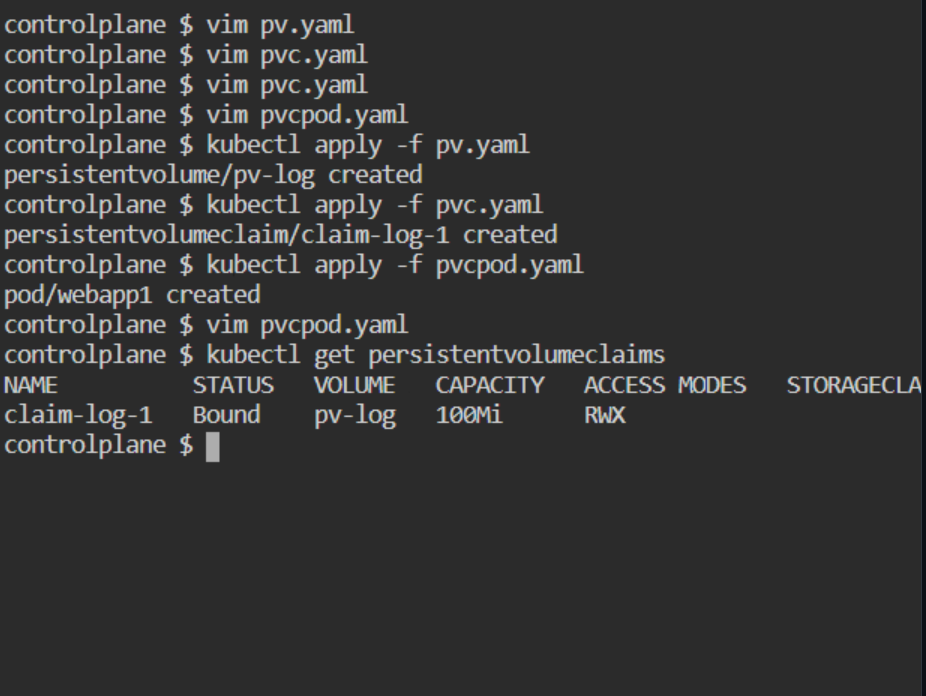 controlplane $ vim pv.yaml
controlplane $ vim pvc.yaml
controlplane $ vim pvc.yaml
controlplane $ vim pvcpod.yaml
controlplane $ kubectl apply -f pv.yaml
persistentvolume/pv-log created
controlplane $ kubectl apply -f pvc.yaml
persistentvolumeclaim/claim-log-1 created
controlplane $ kubectl apply -f pvcpod.yaml
pod/webapp1 created
controlplane $ vim pvcpod.yaml
controlplane $ kubectl get persistentvolumeclaims
NAME          STATUS   VOLUME   CAPACITY   ACCESS MODES   STORAGECLA
claim-log-1   Bound    pv-log   100Mi      RWX
controlplane $